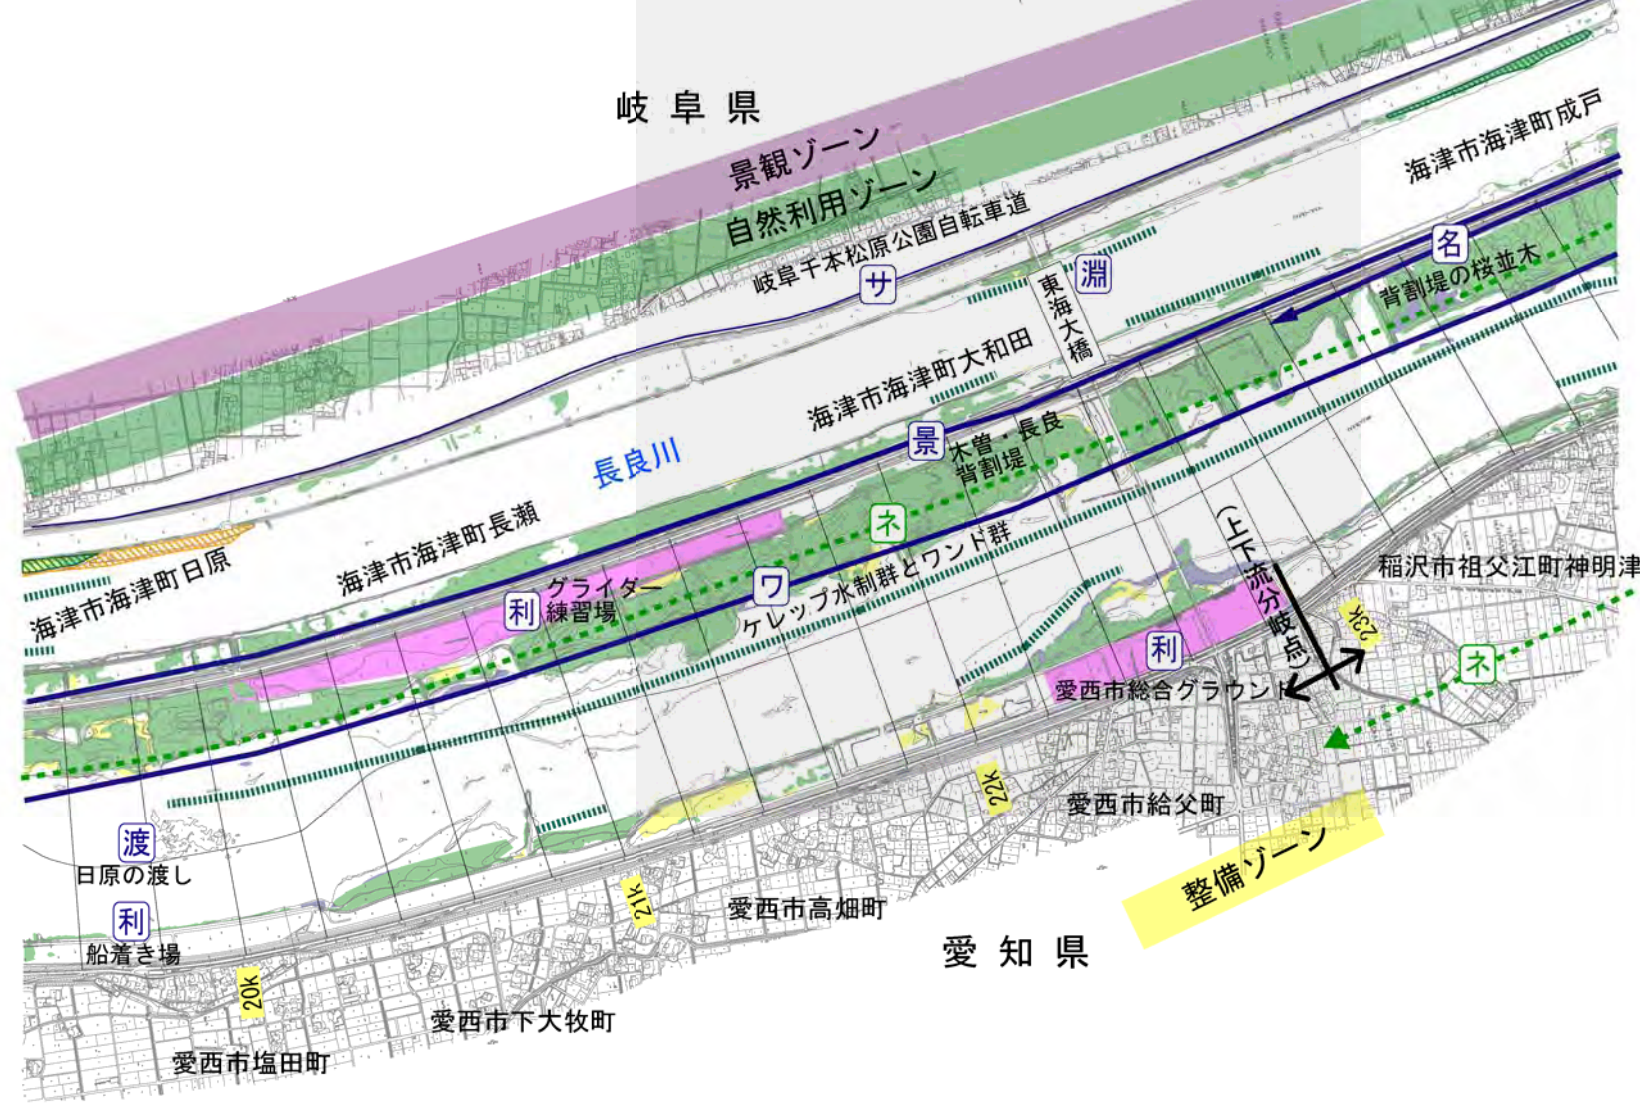 岐阜県
景観ゾーン
自然利用ゾーン
岐阜千本松原公園自転車道
サ
淵
東海大橋
海津市海津町成戸
名
背割堤の桜並木
海津市海津町大和田
長良川
景
木曽・長良
背割堤
ネ
海津市海津町長瀬
海津市海津町日原
利
グライダー
練習場
ワ
ケレップ水制群とワンド群
(上下流分岐点)
稲沢市祖父江町神明津
23k
ネ
利
愛西市総合グラウンド
22k
愛西市給父町
整備ゾーン
渡
日原の渡し
利
船着き場
21k
愛西市高畑町
愛知県
20k
愛西市下大牧町
愛西市塩田町